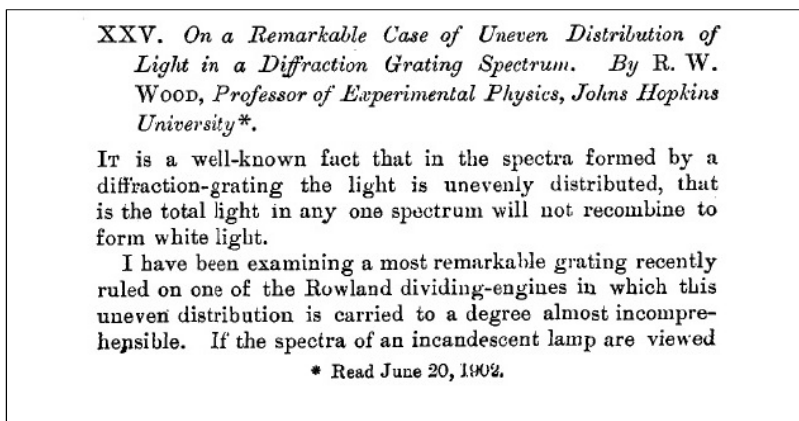 XXV. On a Remarkable Case of Uneven Distribution of
Light in a Diffraction Grating Spectrum. By R. W.
WOOD, Professor of Experimental Physics, Johns Hopkins
University*.
IT is a well-known fact that in the spectra formed by a
diffraction-grating the light is unevenly distributed, that
is the total light in any one spectrum will not recombine to
form white light.
I have been examining a most remarkable grating recently
ruled on one of the Rowland dividing-engines in which this
uneven distribution is carried to a degree almost incompre-
hensible. If the spectra of an incandescent lamp are viewed
* Read June 20, 1902.